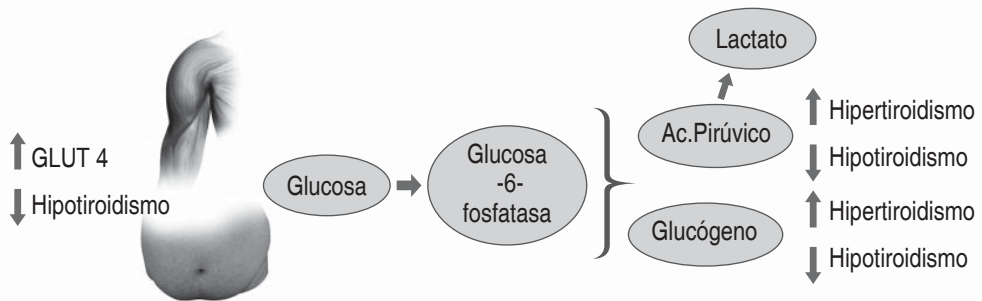 GLUT 4
Hipotiroidismo
Glucosa
Glucosa
-6-
fosfatasa
Lactato
Ac.Pirúvico
Glucógeno
Hipertiroidismo
Hipotiroidismo
Hipertiroidismo
Hipotiroidismo